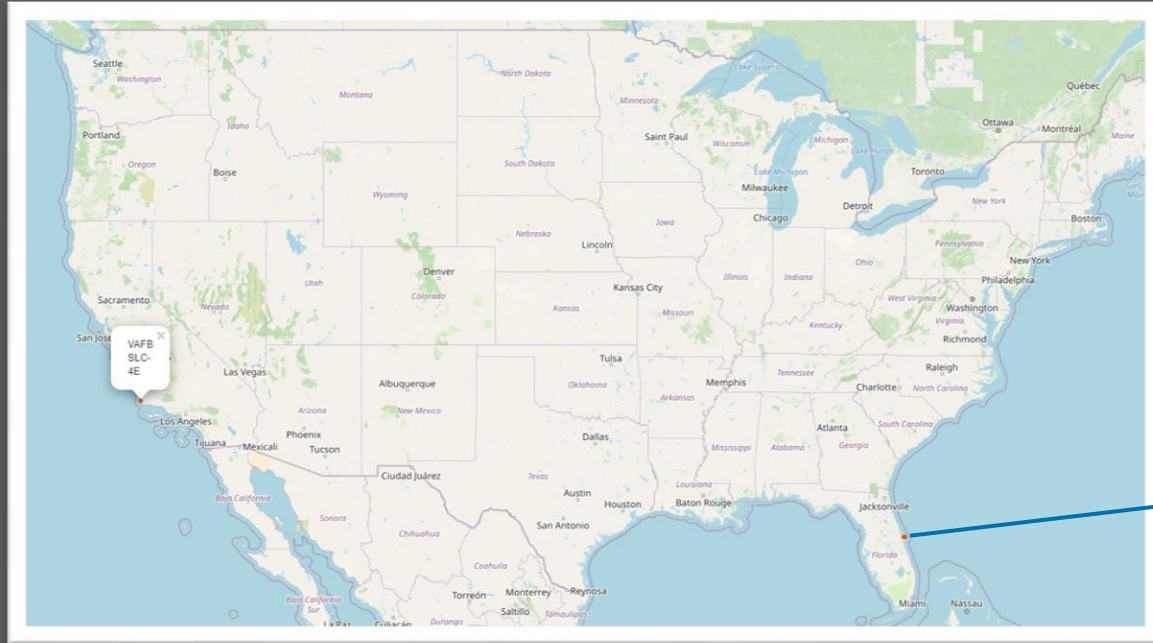 Seattle
Washington
Portland
Oregon
Idaho
Boise
Montana
North Dakota
Minnesota
Lake Superior
Québec
Ottawa
Montréal
Maine
Saint Paul
Wisconsin
Michigan
Lake Huron
South Dakota
Lake Michigan
Toronto
Milwaukee
Wyoming
Detroit
New York
Chicago
Boston
Iowa
Nebraska
Lincoln
Pennsylvania
Ohio
New York
Denver
Utah
Illinois
Indiana
Philadelphia
Sacramento
Nevada
Colorado
Kansas City
Kansas
Missouri
West Virginia
Washington
Virginia
Kentucky
San Jose
VAFB
SLC-
4E
×
Richmond
Las Vegas
Tulsa
Raleigh
Albuquerque
Oklahoma
Memphis
Tennessee
Charlotte
North Carolina
Arkansas
Los Angeles
Arizona
New Mexico
South Carolina
Atlanta
Phoenix
Tijuana
Mexicali
Tucson
Dallas
Mississippi
Alabama
Georgia
Ciudad Juárez
Texas
Louisiana
Austin
Houston
Baton Rouge
Jacksonville
Baja California
Sonora
San Antonio
Chihuahua
Florida
Coahuila
Baja California
Sur
Torreón
Monterrey
Reynosa
Saltillo
Tamaulipas
Miami
Nassau
La Paz
Culiacán
Durango